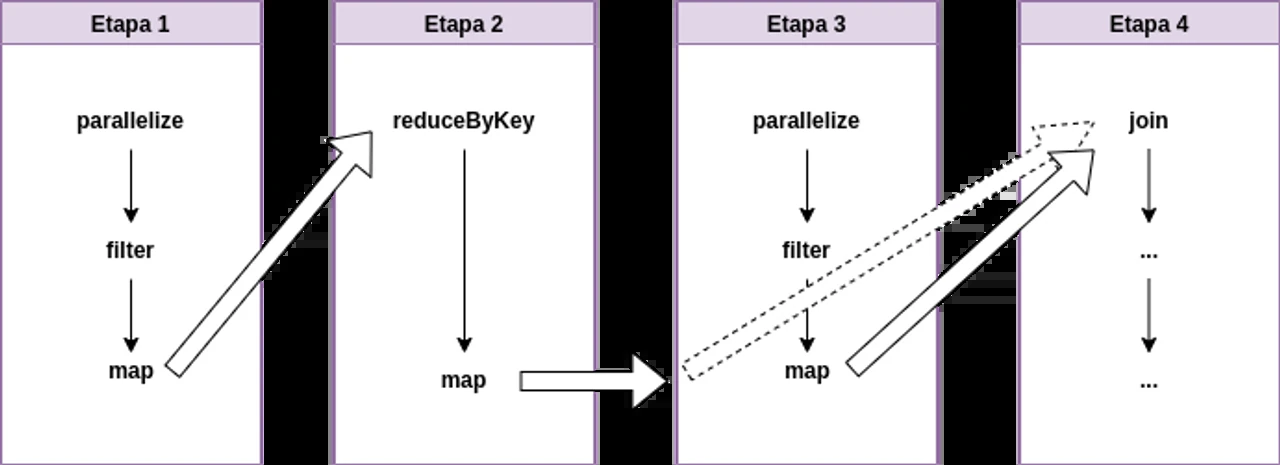 Etapa 1
parallelize
filter
map
Etapa 2
reduceByKey
map
Etapa 3
parallelize
filter
map
Etapa 4
join
...
...